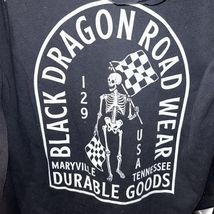 BLACK DRAGON ROAD WEAR
129
USA
MARYVILLE TENNESSEE
DURABLE GOODS